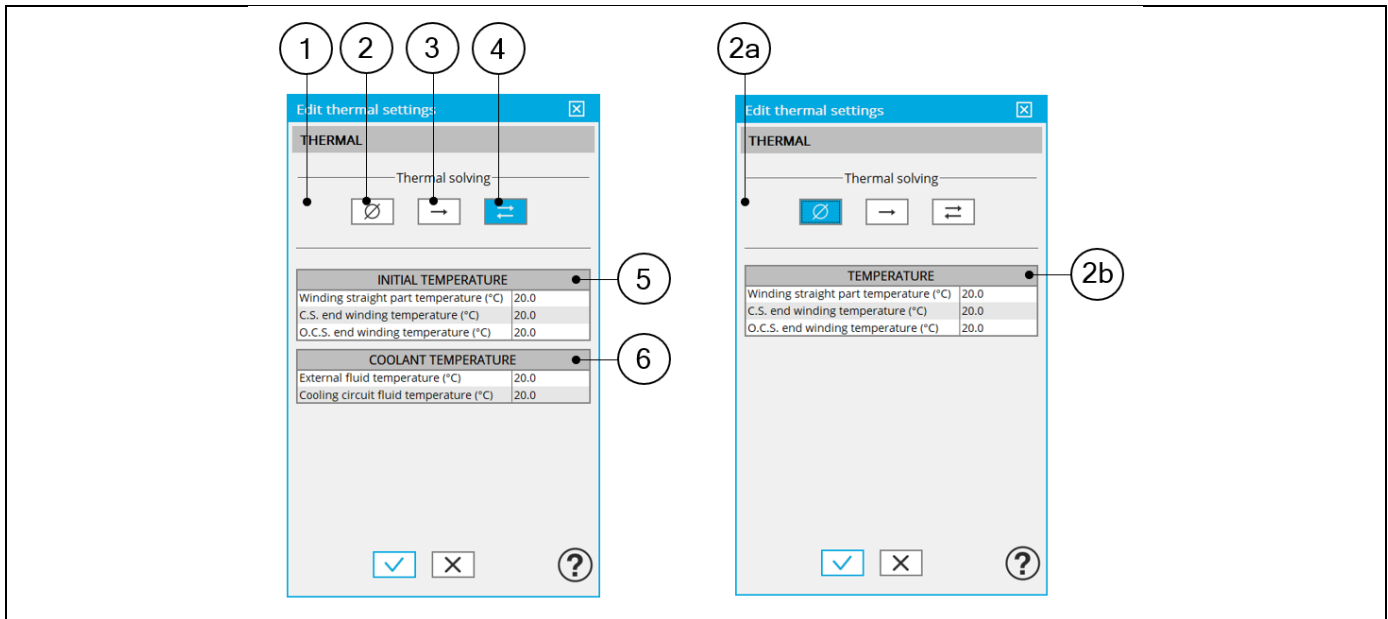 1 2 3 4
Edit thermal settings
THERMAL
Thermal solving
INITIAL TEMPERATURE
Winding straight part temperature (°C) 20.0
C.S. end winding temperature (°C) 20.0
O.C.S. end winding temperature (°C) 20.0
5
COOLANT TEMPERATURE
External fluid temperature (°C) 20.0
Cooling circuit fluid temperature (°C) 20.0
6
?
2a
Edit thermal settings
THERMAL
Thermal solving
TEMPERATURE
Winding straight part temperature (°C) 20.0
C.S. end winding temperature (°C) 20.0
O.C.S. end winding temperature (°C) 20.0
2b
?